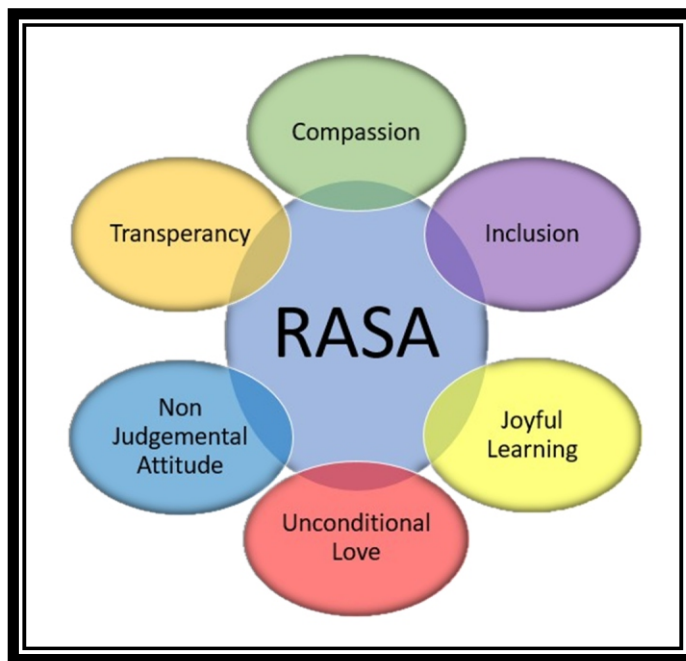 Compassion
Transperancy
Inclusion
RASA
Non
Judgemental
Attitude
Joyful
Learning
Unconditional
Love